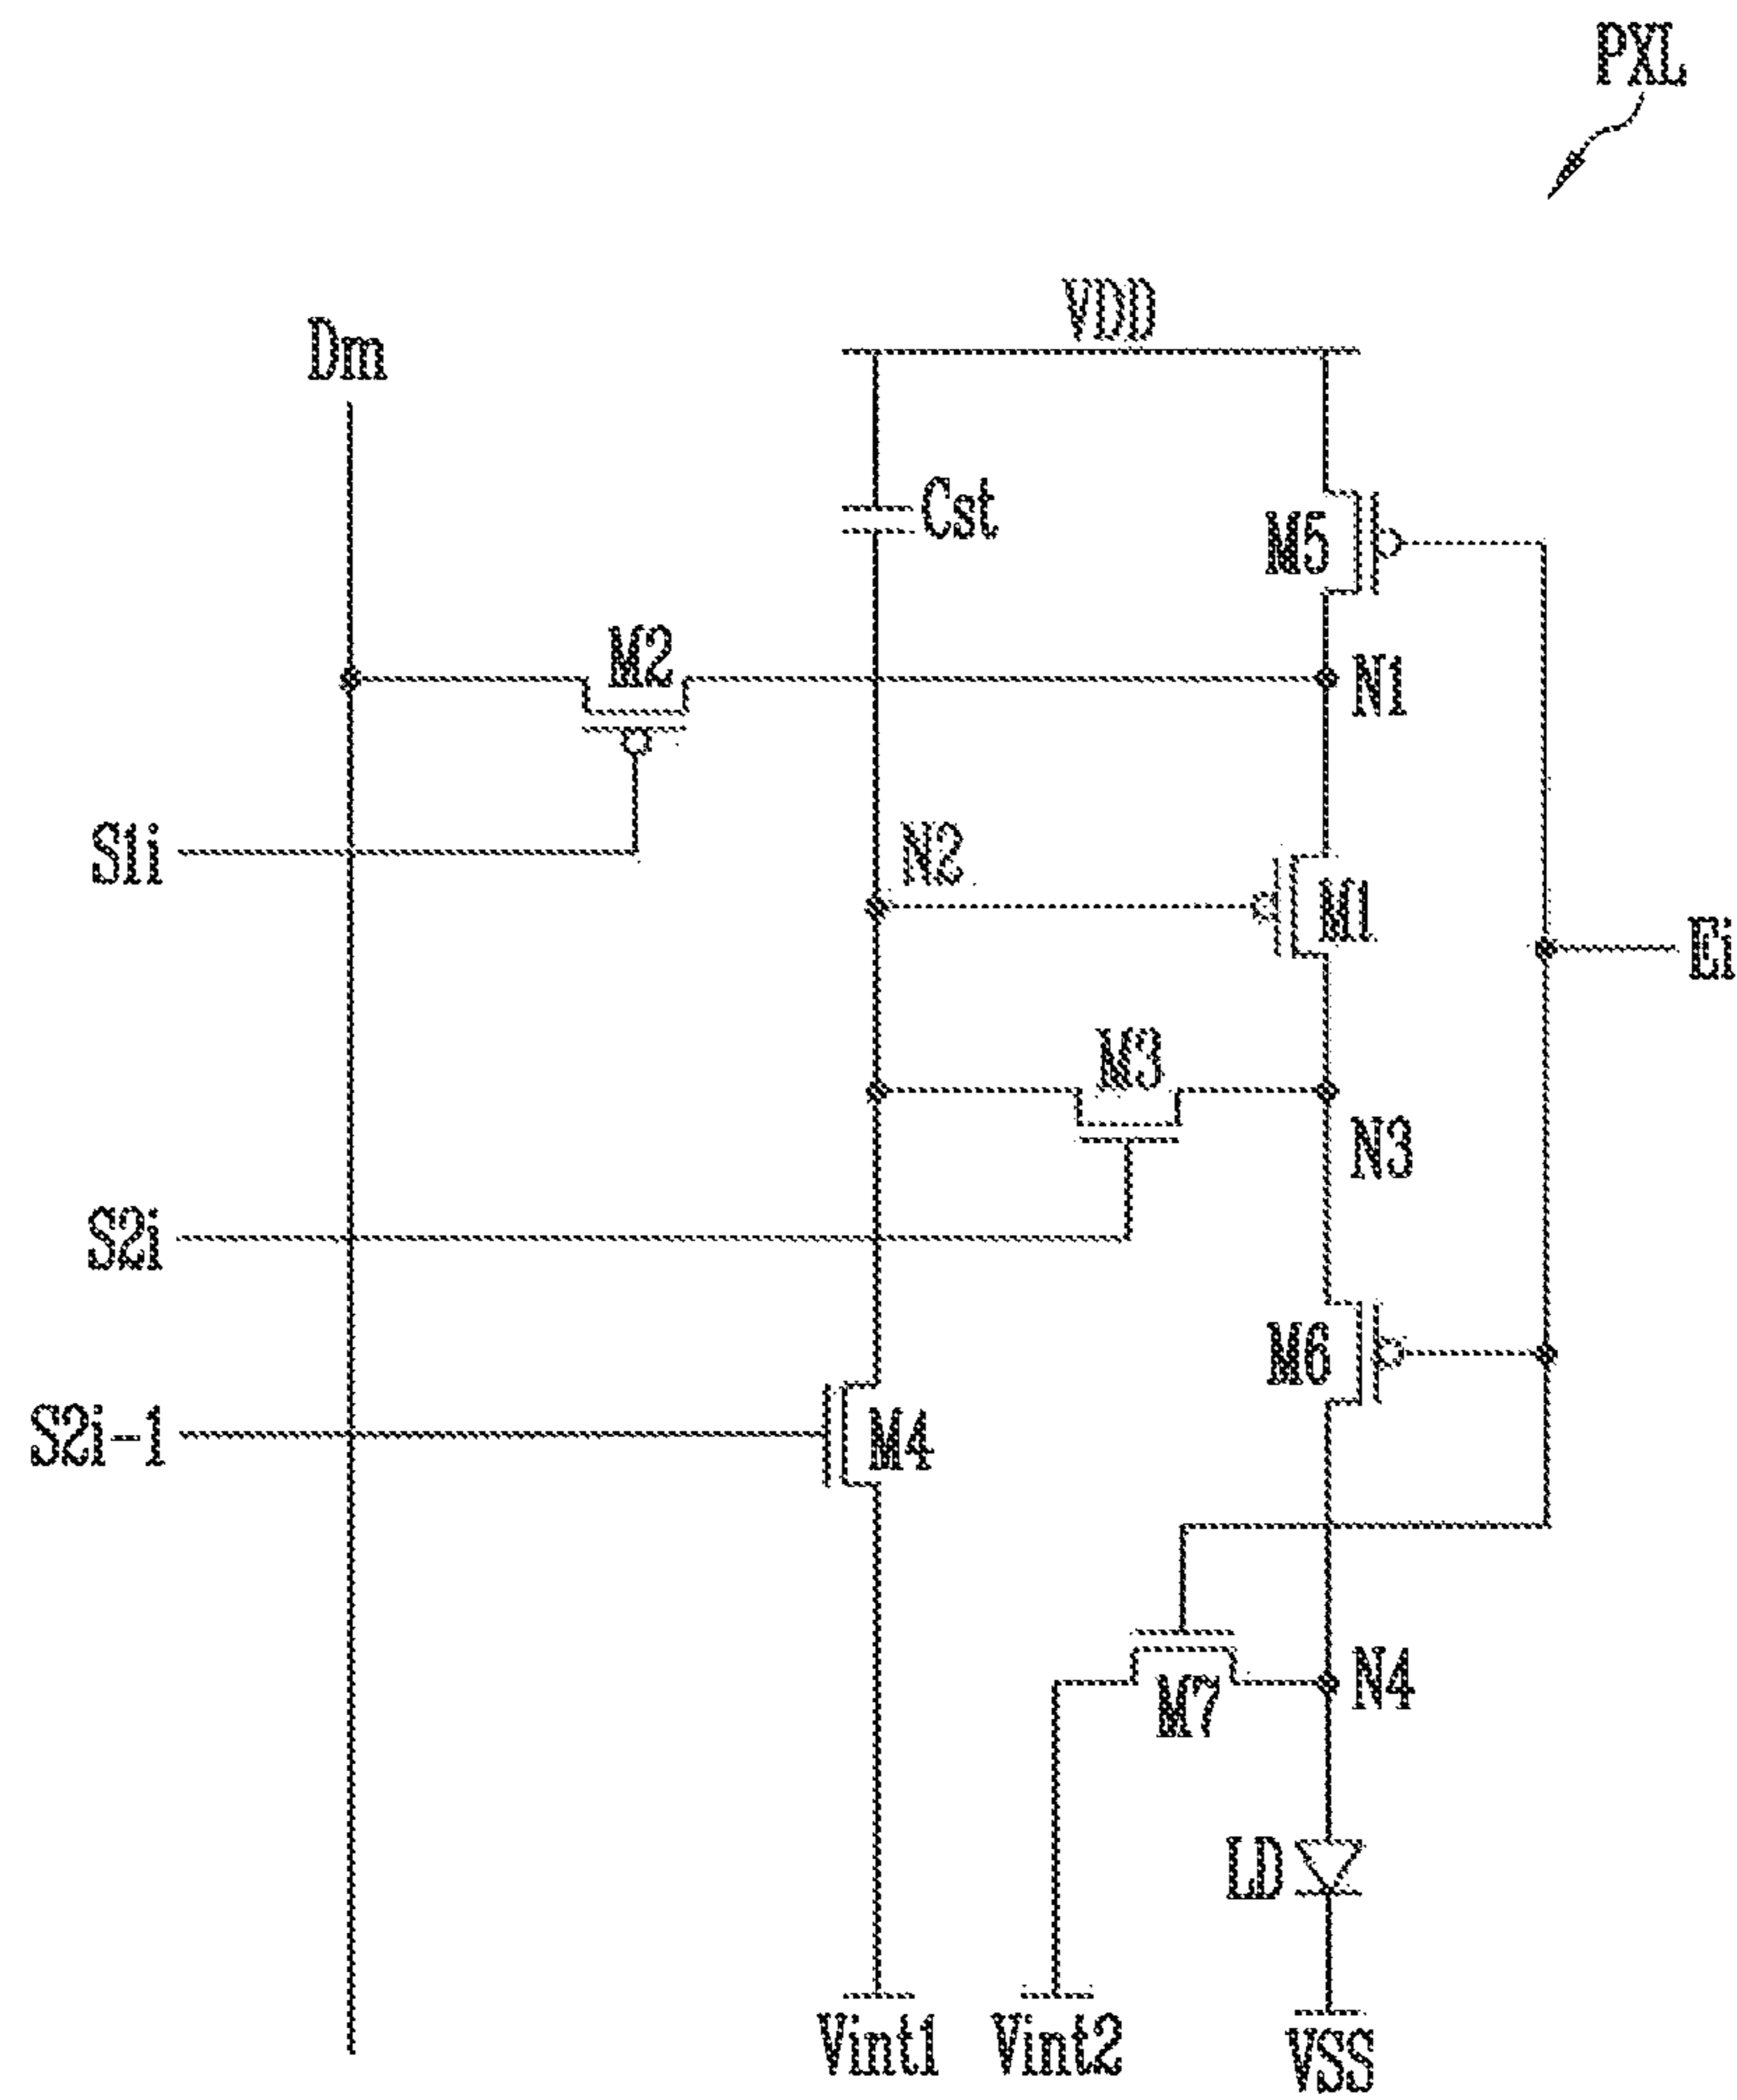 PXL
VDD
Dm
Cst
M5
M2
N1
S1i
N2
M1
Ei
M3
N3
S2i
M6
S2i-1
M4
N4
M7
LD
Vint1
Vint2
VSS